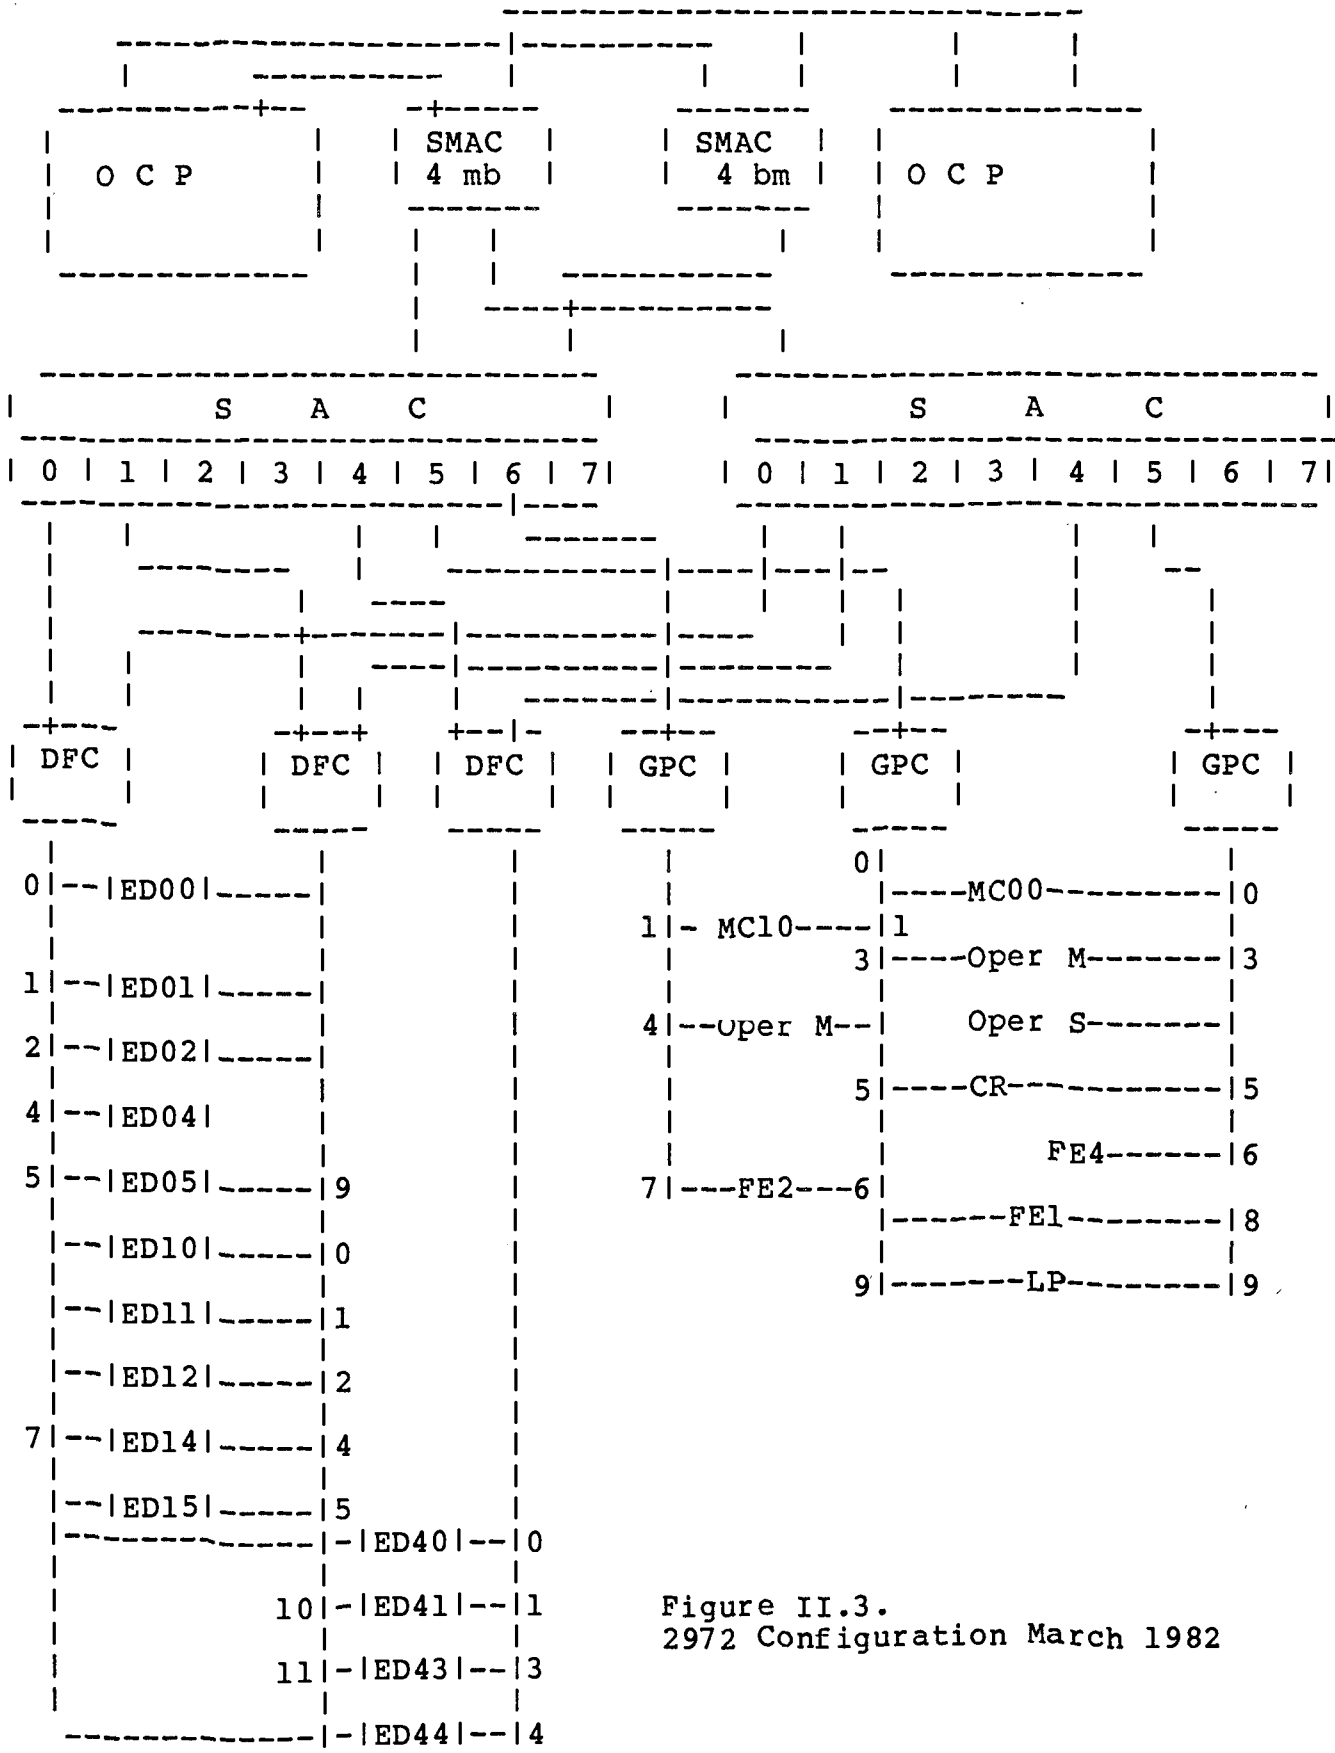 SMAC SMAC
O C P 4 mb 4 bm O C P
S A C S A C
0 1 2 3 4 5 6 7 0 1 2 3 4 5 6 7
DFC DFC DFC GPC GPC GPC
0
0 ED00 MC00 0
1 MC10 1
3 Oper M 3
1 ED01
4 Oper M Oper S
2 ED02
5 CR 5
4 ED04
FE4 6
5 ED05 9 7 FE2 6
FE1 8
ED10 0
9 LP 9
ED11 1
ED12 2
7 ED14 4
ED15 5
ED40 0
10 ED41 1 Figure II.3.
2972 Configuration March 1982
11 ED43 3
ED44 4